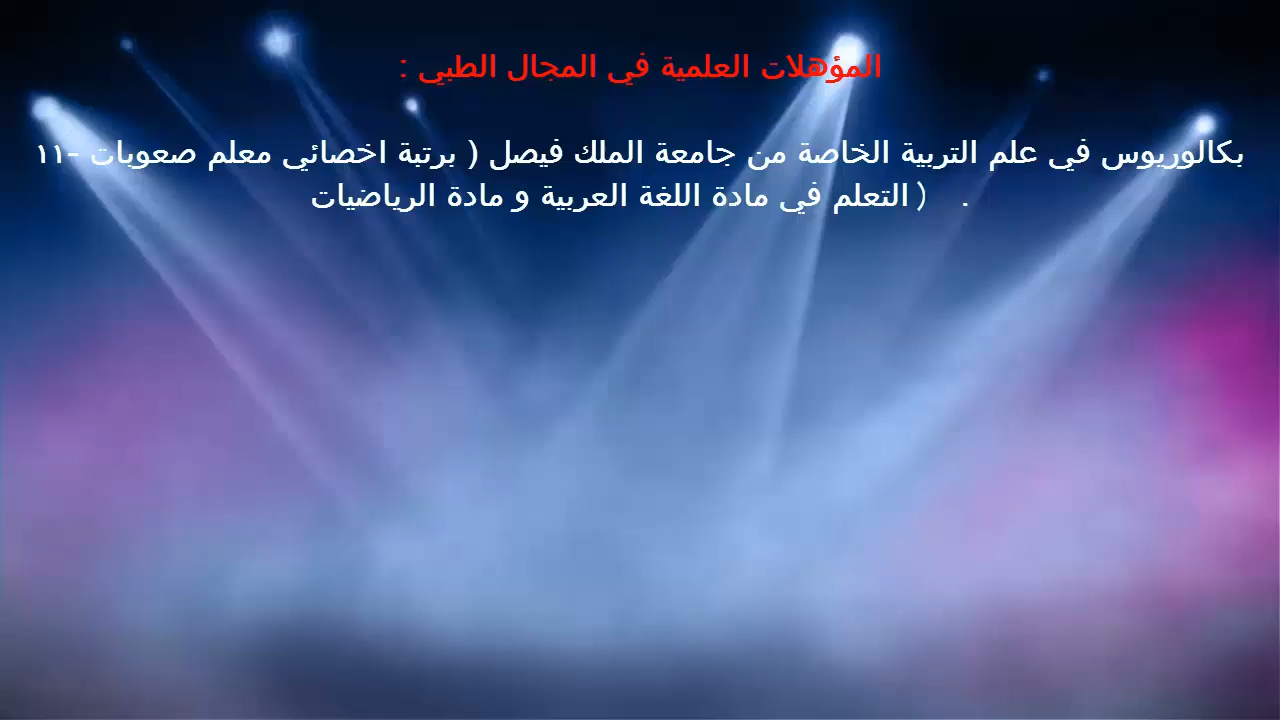 المؤهلات العلمية في المجال الطبي :
١١- بكالوريوس في علم التربية الخاصة من جامعة الملك فيصل ( برتبة اخصائي معلم صعوبات
التعلم في مادة اللغة العربية و مادة الرياضيات ) .